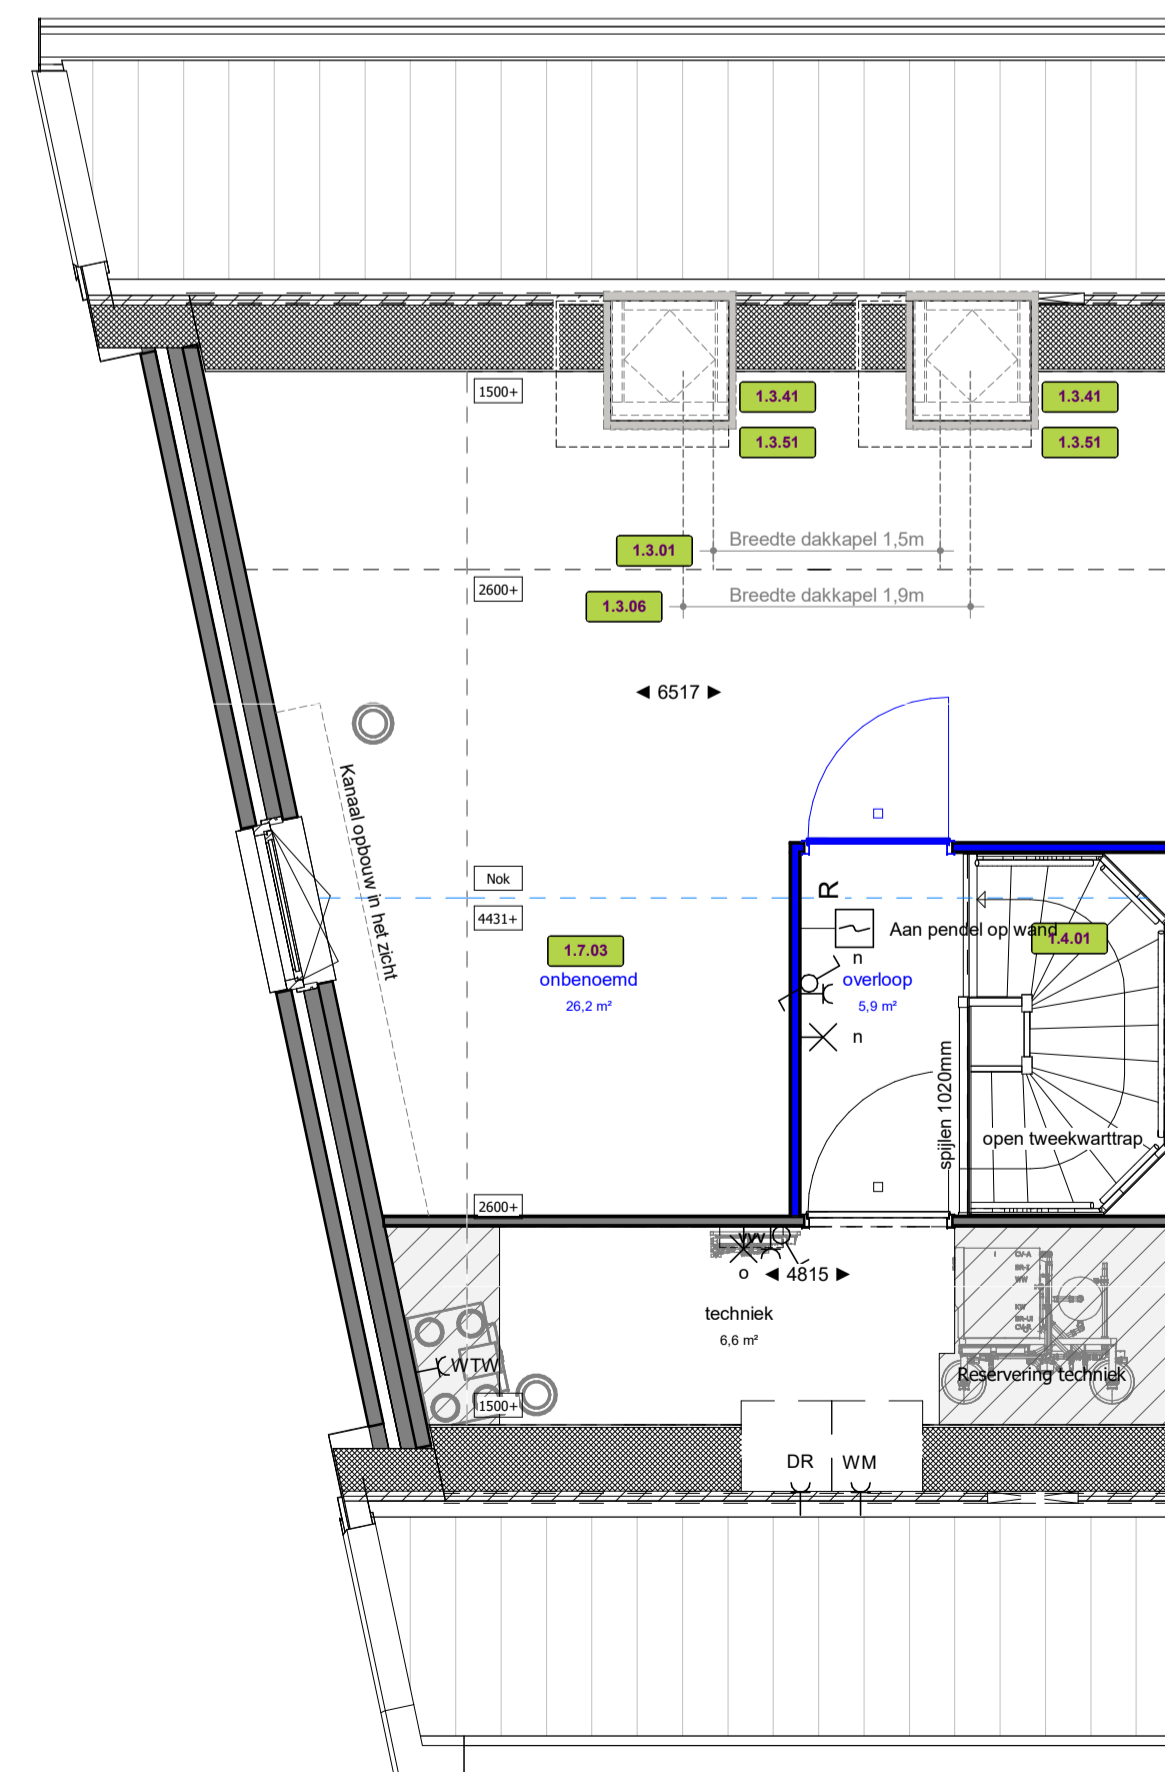 1500+
1.3.41
1.3.41
1.3.51
1.3.51
1.3.01
Breedte dakkapel 1,5m
2600+
1.3.06
Breedte dakkapel 1,9m
◄ 6517 ►
Kanaal opbouw in het zicht
Nok
4431+
R
Aan pendel op wand
1.4.01
1.7.03
onbenoemd
26,2 m²
n
overloop
5,9 m²
n
spijlen 1020mm
open tweekwarttrap
2600+
o
◄ 4815 ►
techniek
6,6 m²
CV-A
WW
KW
WTW
Reservering techniek
1500+
DR
WM